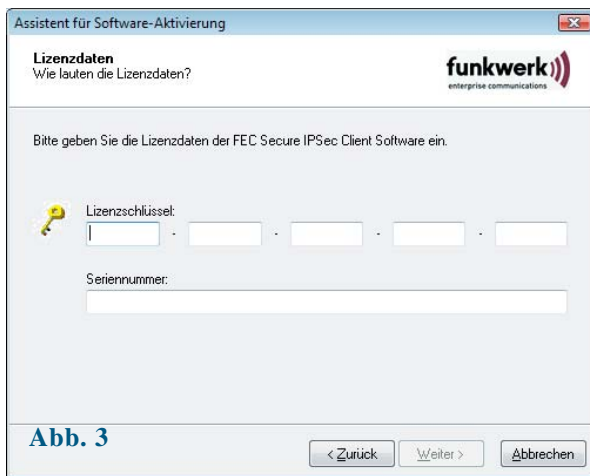 Assistent für Software-Aktivierung
Lizenzdaten
Wie lauten die Lizenzdaten?
funkwerk
enterprise communications
Bitte geben Sie die Lizenzdaten der FEC Secure IPSec Client Software ein.
Lizenzschlüssel:
- - - -
Seriennummer:
Abb. 3
< Zurück Weiter > Abbrechen